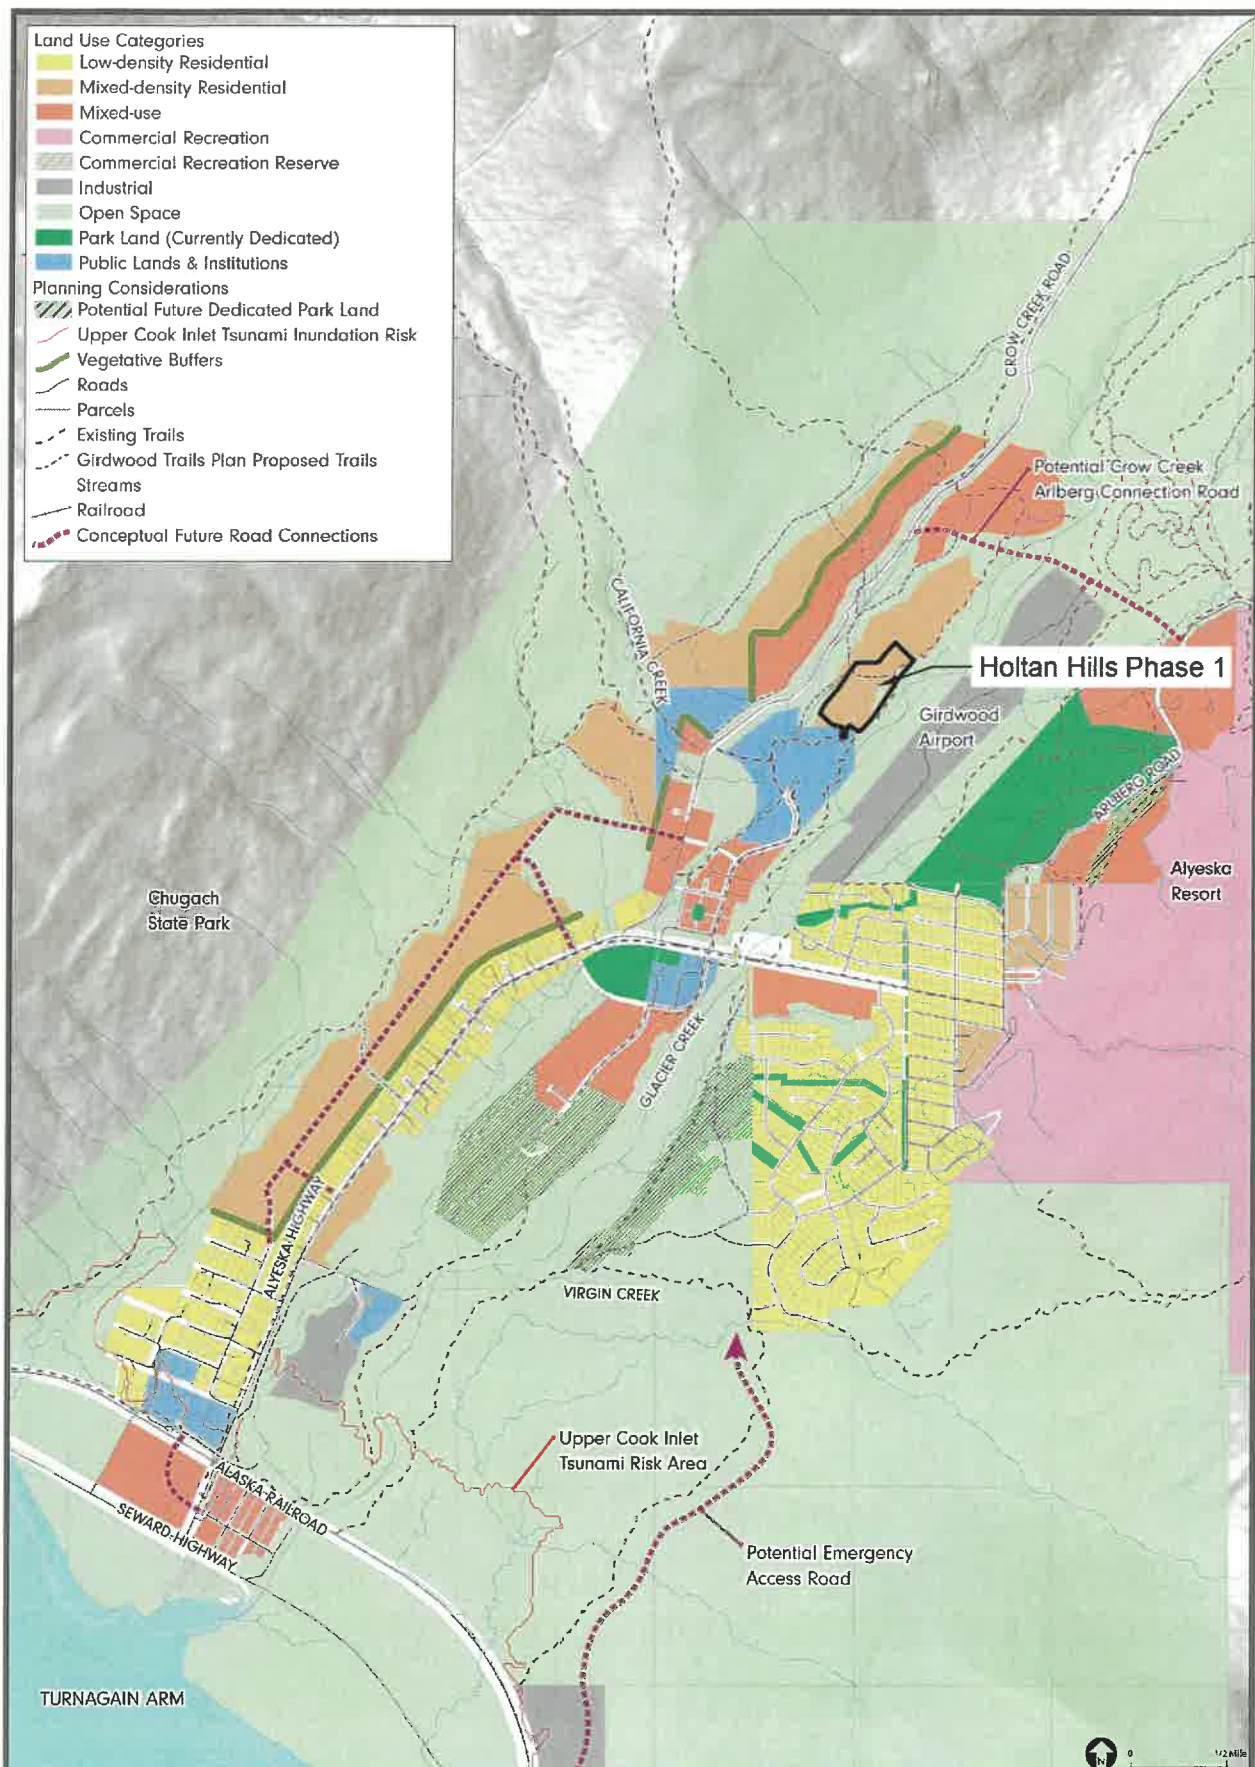 Land Use Categories
Low-density Residential
Mixed-density Residential
Mixed-use
Commercial Recreation
Commercial Recreation Reserve
Industrial
Open Space
Park Land (Currently Dedicated)
Public Lands & Institutions
Planning Considerations
Potential Future Dedicated Park Land
Upper Cook Inlet Tsunami Inundation Risk
Vegetative Buffers
Roads
Parcels
Existing Trails
Girdwood Trails Plan Proposed Trails
Streams
Railroad
Conceptual Future Road Connections
CROW CREEK ROAD
Potential Crow Creek
Arlberg Connection Road
CALIFORNIA CREEK
Holtan Hills Phase 1
Girdwood
Airport
ARLBERG ROAD
Alyeska
Resort
Chugach
State Park
GLACIER CREEK
ALYESKA HIGHWAY
VIRGIN CREEK
Upper Cook Inlet
Tsunami Risk Area
ALASKA RAILROAD
SEWARD HIGHWAY
Potential Emergency
Access Road
TURNAGAIN ARM
N
0 1/2 Mile